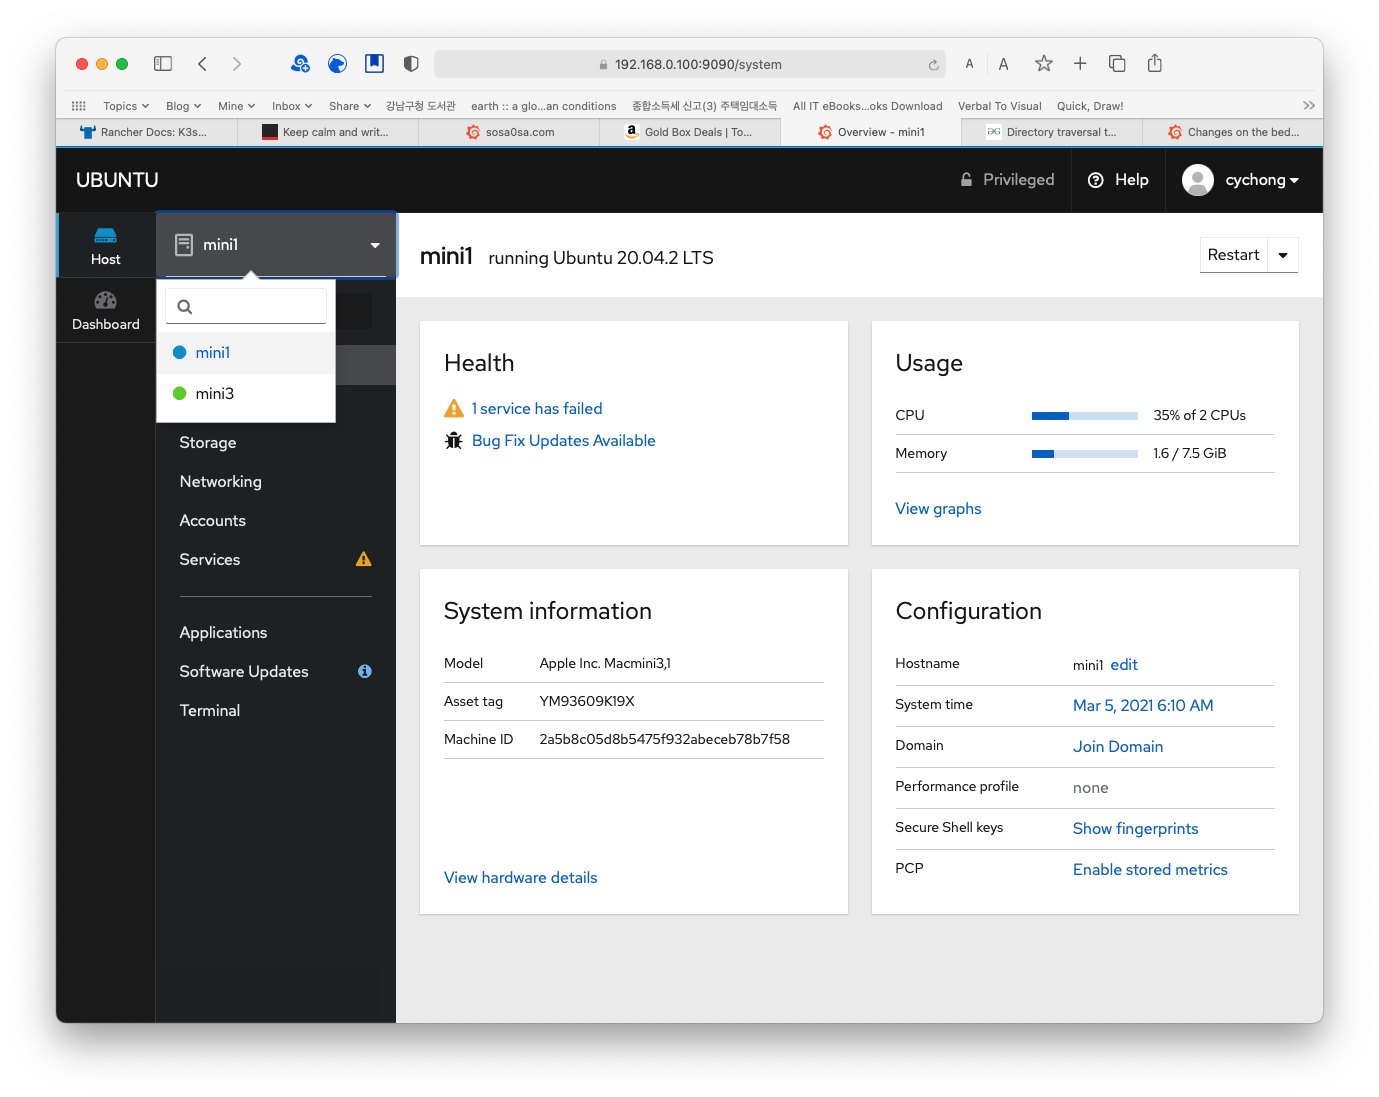 192.168.0.100:9090/system
A
A
Topics
Blog
Mine
Inbox
Share
강남구청 도서관
earth :: a glo...an conditions
종합소득세 신고(3) 주택임대소득
All IT eBooks...oks Download
Verbal To Visual
Quick, Draw!
Rancher Docs: K3s...
Keep calm and writ...
sosa0sa.com
Gold Box Deals | To...
Overview - mini1
Directory traversal t...
Changes on the bed...
UBUNTU
Privileged
Help
cychong
Host
Dashboard
mini1
mini1
mini3
Storage
Networking
Accounts
Services
Applications
Software Updates
Terminal
mini1 running Ubuntu 20.04.2 LTS
Restart
Health
1 service has failed
Bug Fix Updates Available
Usage
CPU 35% of 2 CPUs
Memory 1.6 / 7.5 GiB
View graphs
System information
Model Apple Inc. Macmini3,1
Asset tag YM93609K19X
Machine ID 2a5b8c05d8b5475f932abeceb78b7f58
View hardware details
Configuration
Hostname mini1 edit
System time Mar 5, 2021 6:10 AM
Domain Join Domain
Performance profile none
Secure Shell keys Show fingerprints
PCP Enable stored metrics